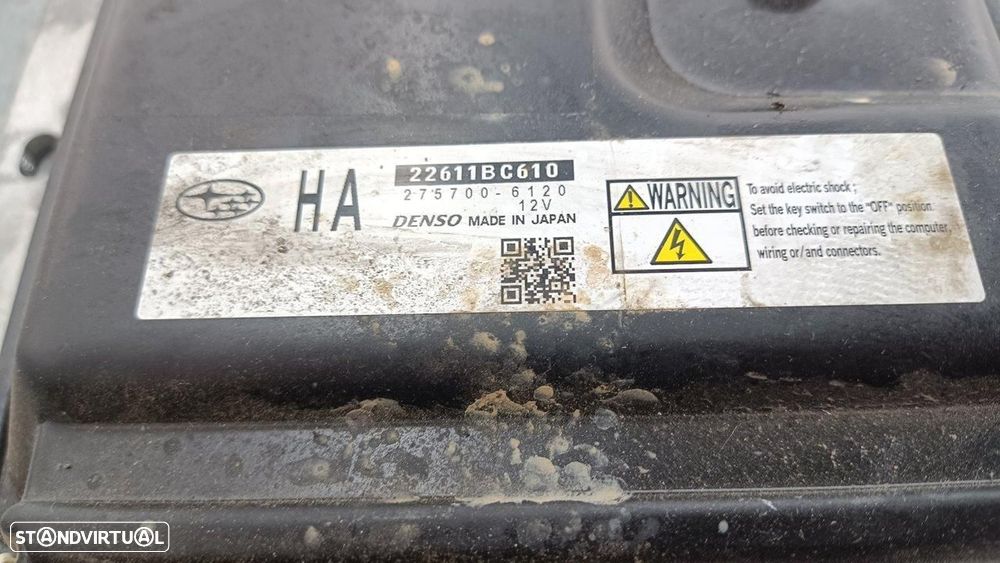 HA
22611BC610
275700-6120
12V
DENSO MADE IN JAPAN
WARNING
To avoid electric shock ;
Set the key switch to the "OFF" position
before checking or repairing the computer,
wiring or/and connectors.
STANDVIRTUAL